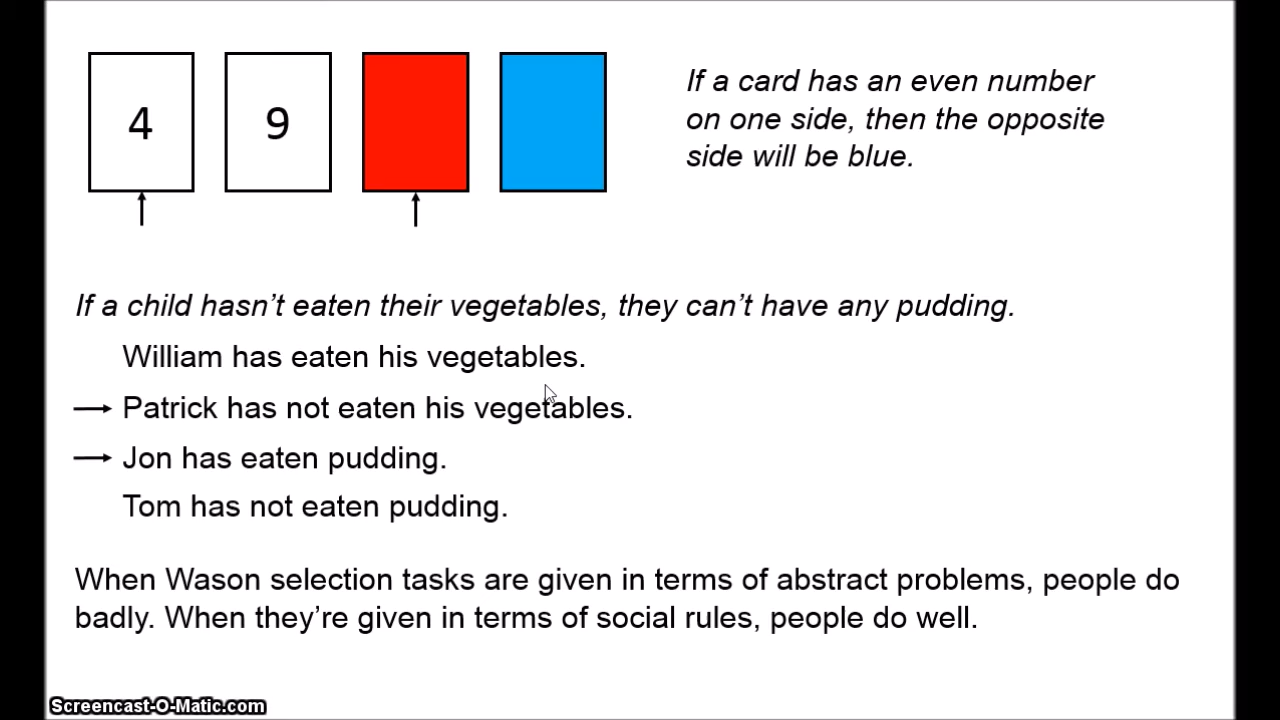 4 9
If a card has an even number
on one side, then the opposite
side will be blue.
If a child hasn't eaten their vegetables, they can't have any pudding.
William has eaten his vegetables.
Patrick has not eaten his vegetables.
Jon has eaten pudding.
Tom has not eaten pudding.
When Wason selection tasks are given in terms of abstract problems, people do
badly. When they're given in terms of social rules, people do well.
Screencast-O-Matic.com